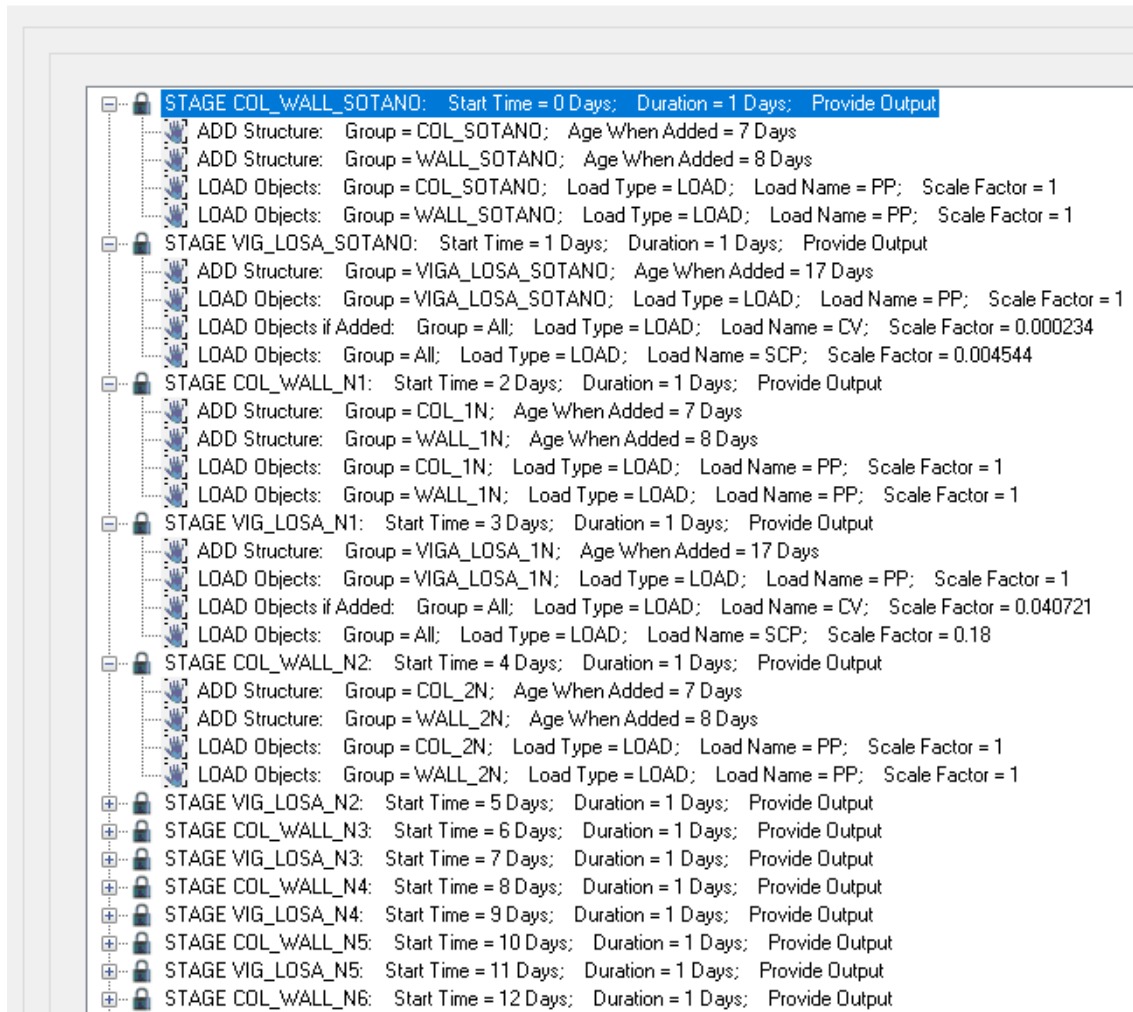 STAGE COL_WALL_SOTANO: Start Time = 0 Days; Duration = 1 Days; Provide Output
ADD Structure: Group = COL_SOTANO; Age When Added = 7 Days
ADD Structure: Group = WALL_SOTANO; Age When Added = 8 Days
LOAD Objects: Group = COL_SOTANO; Load Type = LOAD; Load Name = PP; Scale Factor = 1
LOAD Objects: Group = WALL_SOTANO; Load Type = LOAD; Load Name = PP; Scale Factor = 1
STAGE VIG_LOSA_SOTANO: Start Time = 1 Days; Duration = 1 Days; Provide Output
ADD Structure: Group = VIGA_LOSA_SOTANO; Age When Added = 17 Days
LOAD Objects: Group = VIGA_LOSA_SOTANO; Load Type = LOAD; Load Name = PP; Scale Factor = 1
LOAD Objects if Added: Group = All; Load Type = LOAD; Load Name = CV; Scale Factor = 0.000234
LOAD Objects: Group = All; Load Type = LOAD; Load Name = SCP; Scale Factor = 0.004544
STAGE COL_WALL_N1: Start Time = 2 Days; Duration = 1 Days; Provide Output
ADD Structure: Group = COL_1N; Age When Added = 7 Days
ADD Structure: Group = WALL_1N; Age When Added = 8 Days
LOAD Objects: Group = COL_1N; Load Type = LOAD; Load Name = PP; Scale Factor = 1
LOAD Objects: Group = WALL_1N; Load Type = LOAD; Load Name = PP; Scale Factor = 1
STAGE VIG_LOSA_N1: Start Time = 3 Days; Duration = 1 Days; Provide Output
ADD Structure: Group = VIGA_LOSA_1N; Age When Added = 17 Days
LOAD Objects: Group = VIGA_LOSA_1N; Load Type = LOAD; Load Name = PP; Scale Factor = 1
LOAD Objects if Added: Group = All; Load Type = LOAD; Load Name = CV; Scale Factor = 0.040721
LOAD Objects: Group = All; Load Type = LOAD; Load Name = SCP; Scale Factor = 0.18
STAGE COL_WALL_N2: Start Time = 4 Days; Duration = 1 Days; Provide Output
ADD Structure: Group = COL_2N; Age When Added = 7 Days
ADD Structure: Group = WALL_2N; Age When Added = 8 Days
LOAD Objects: Group = COL_2N; Load Type = LOAD; Load Name = PP; Scale Factor = 1
LOAD Objects: Group = WALL_2N; Load Type = LOAD; Load Name = PP; Scale Factor = 1
STAGE VIG_LOSA_N2: Start Time = 5 Days; Duration = 1 Days; Provide Output
STAGE COL_WALL_N3: Start Time = 6 Days; Duration = 1 Days; Provide Output
STAGE VIG_LOSA_N3: Start Time = 7 Days; Duration = 1 Days; Provide Output
STAGE COL_WALL_N4: Start Time = 8 Days; Duration = 1 Days; Provide Output
STAGE VIG_LOSA_N4: Start Time = 9 Days; Duration = 1 Days; Provide Output
STAGE COL_WALL_N5: Start Time = 10 Days; Duration = 1 Days; Provide Output
STAGE VIG_LOSA_N5: Start Time = 11 Days; Duration = 1 Days; Provide Output
STAGE COL_WALL_N6: Start Time = 12 Days; Duration = 1 Days; Provide Output